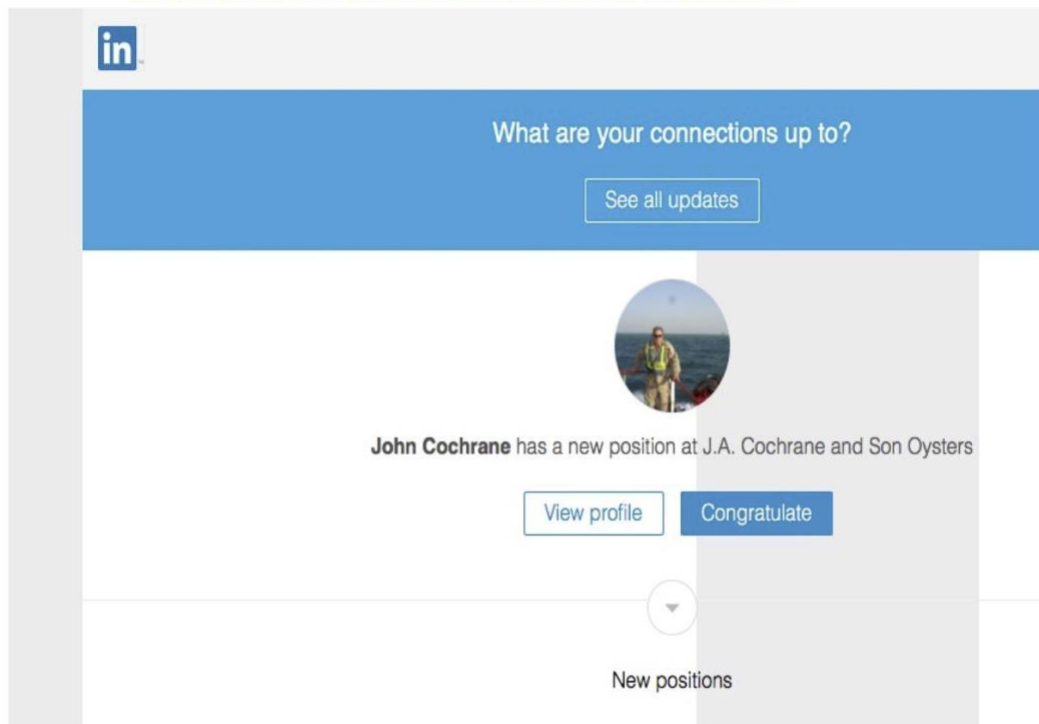 in
What are your connections up to?
See all updates
John Cochrane has a new position at J.A. Cochrane and Son Oysters
View profile Congratulate
New positions